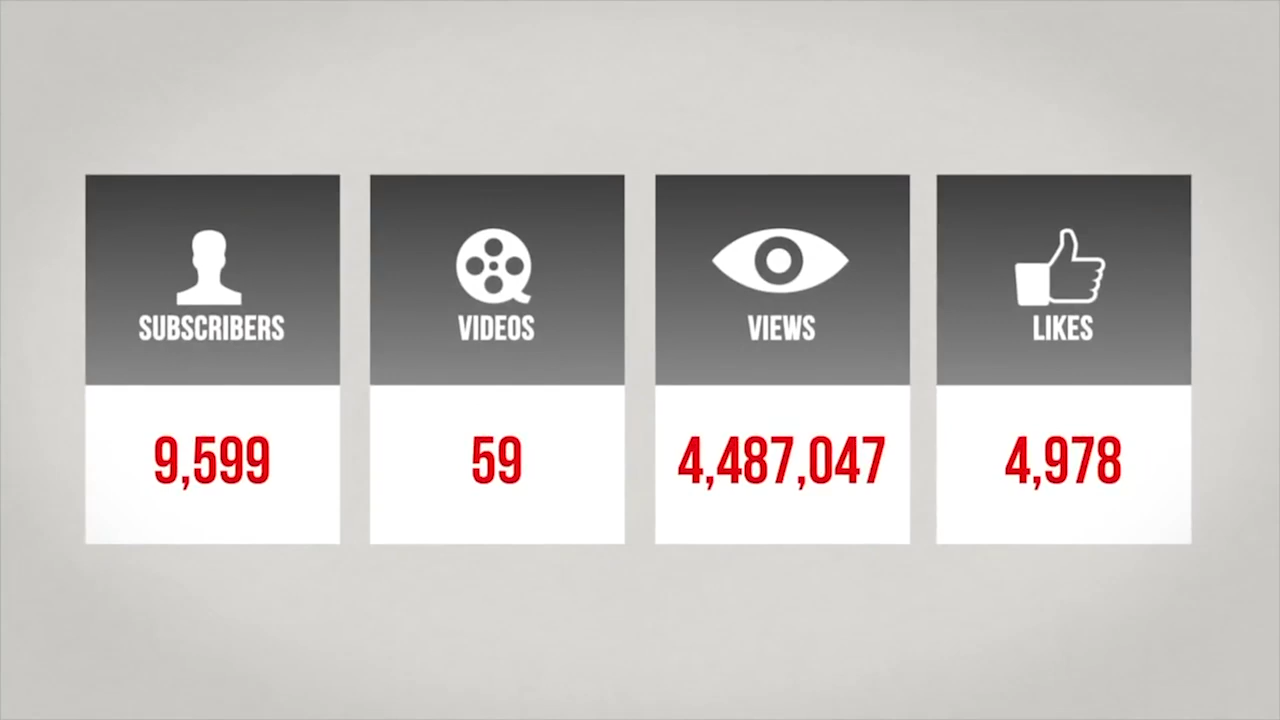 SUBSCRIBERS
VIDEOS
VIEWS
LIKES
9,599
59
4,487,047
4,978